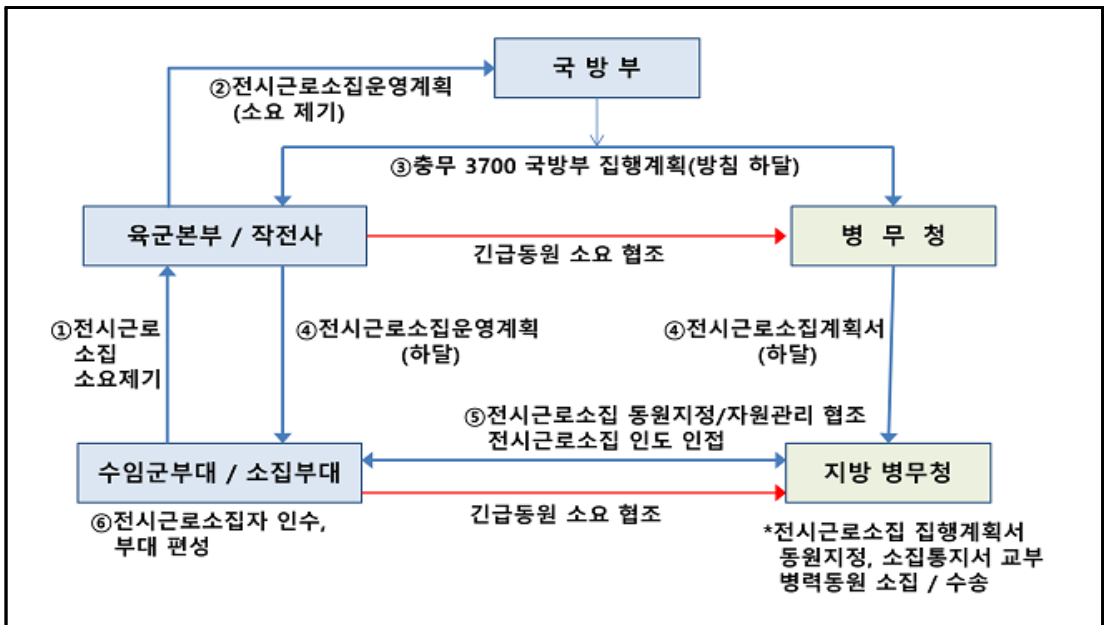 국 방 부
②전시근로소집운영계획
(소요 제기)
③충무 3700 국방부 집행계획(방침 하달)
육군본부 / 작전사
병 무 청
긴급동원 소요 협조
①전시근로
소집
소요제기
④전시근로소집운영계획
(하달)
④전시근로소집계획서
(하달)
⑤전시근로소집 동원지정/자원관리 협조
전시근로소집 인도 인접
수임군부대 / 소집부대
지방 병무청
긴급동원 소요 협조
⑥전시근로소집자 인수,
부대 편성
*전시근로소집 집행계획서
동원지정, 소집통지서 교부
병력동원 소집 / 수송